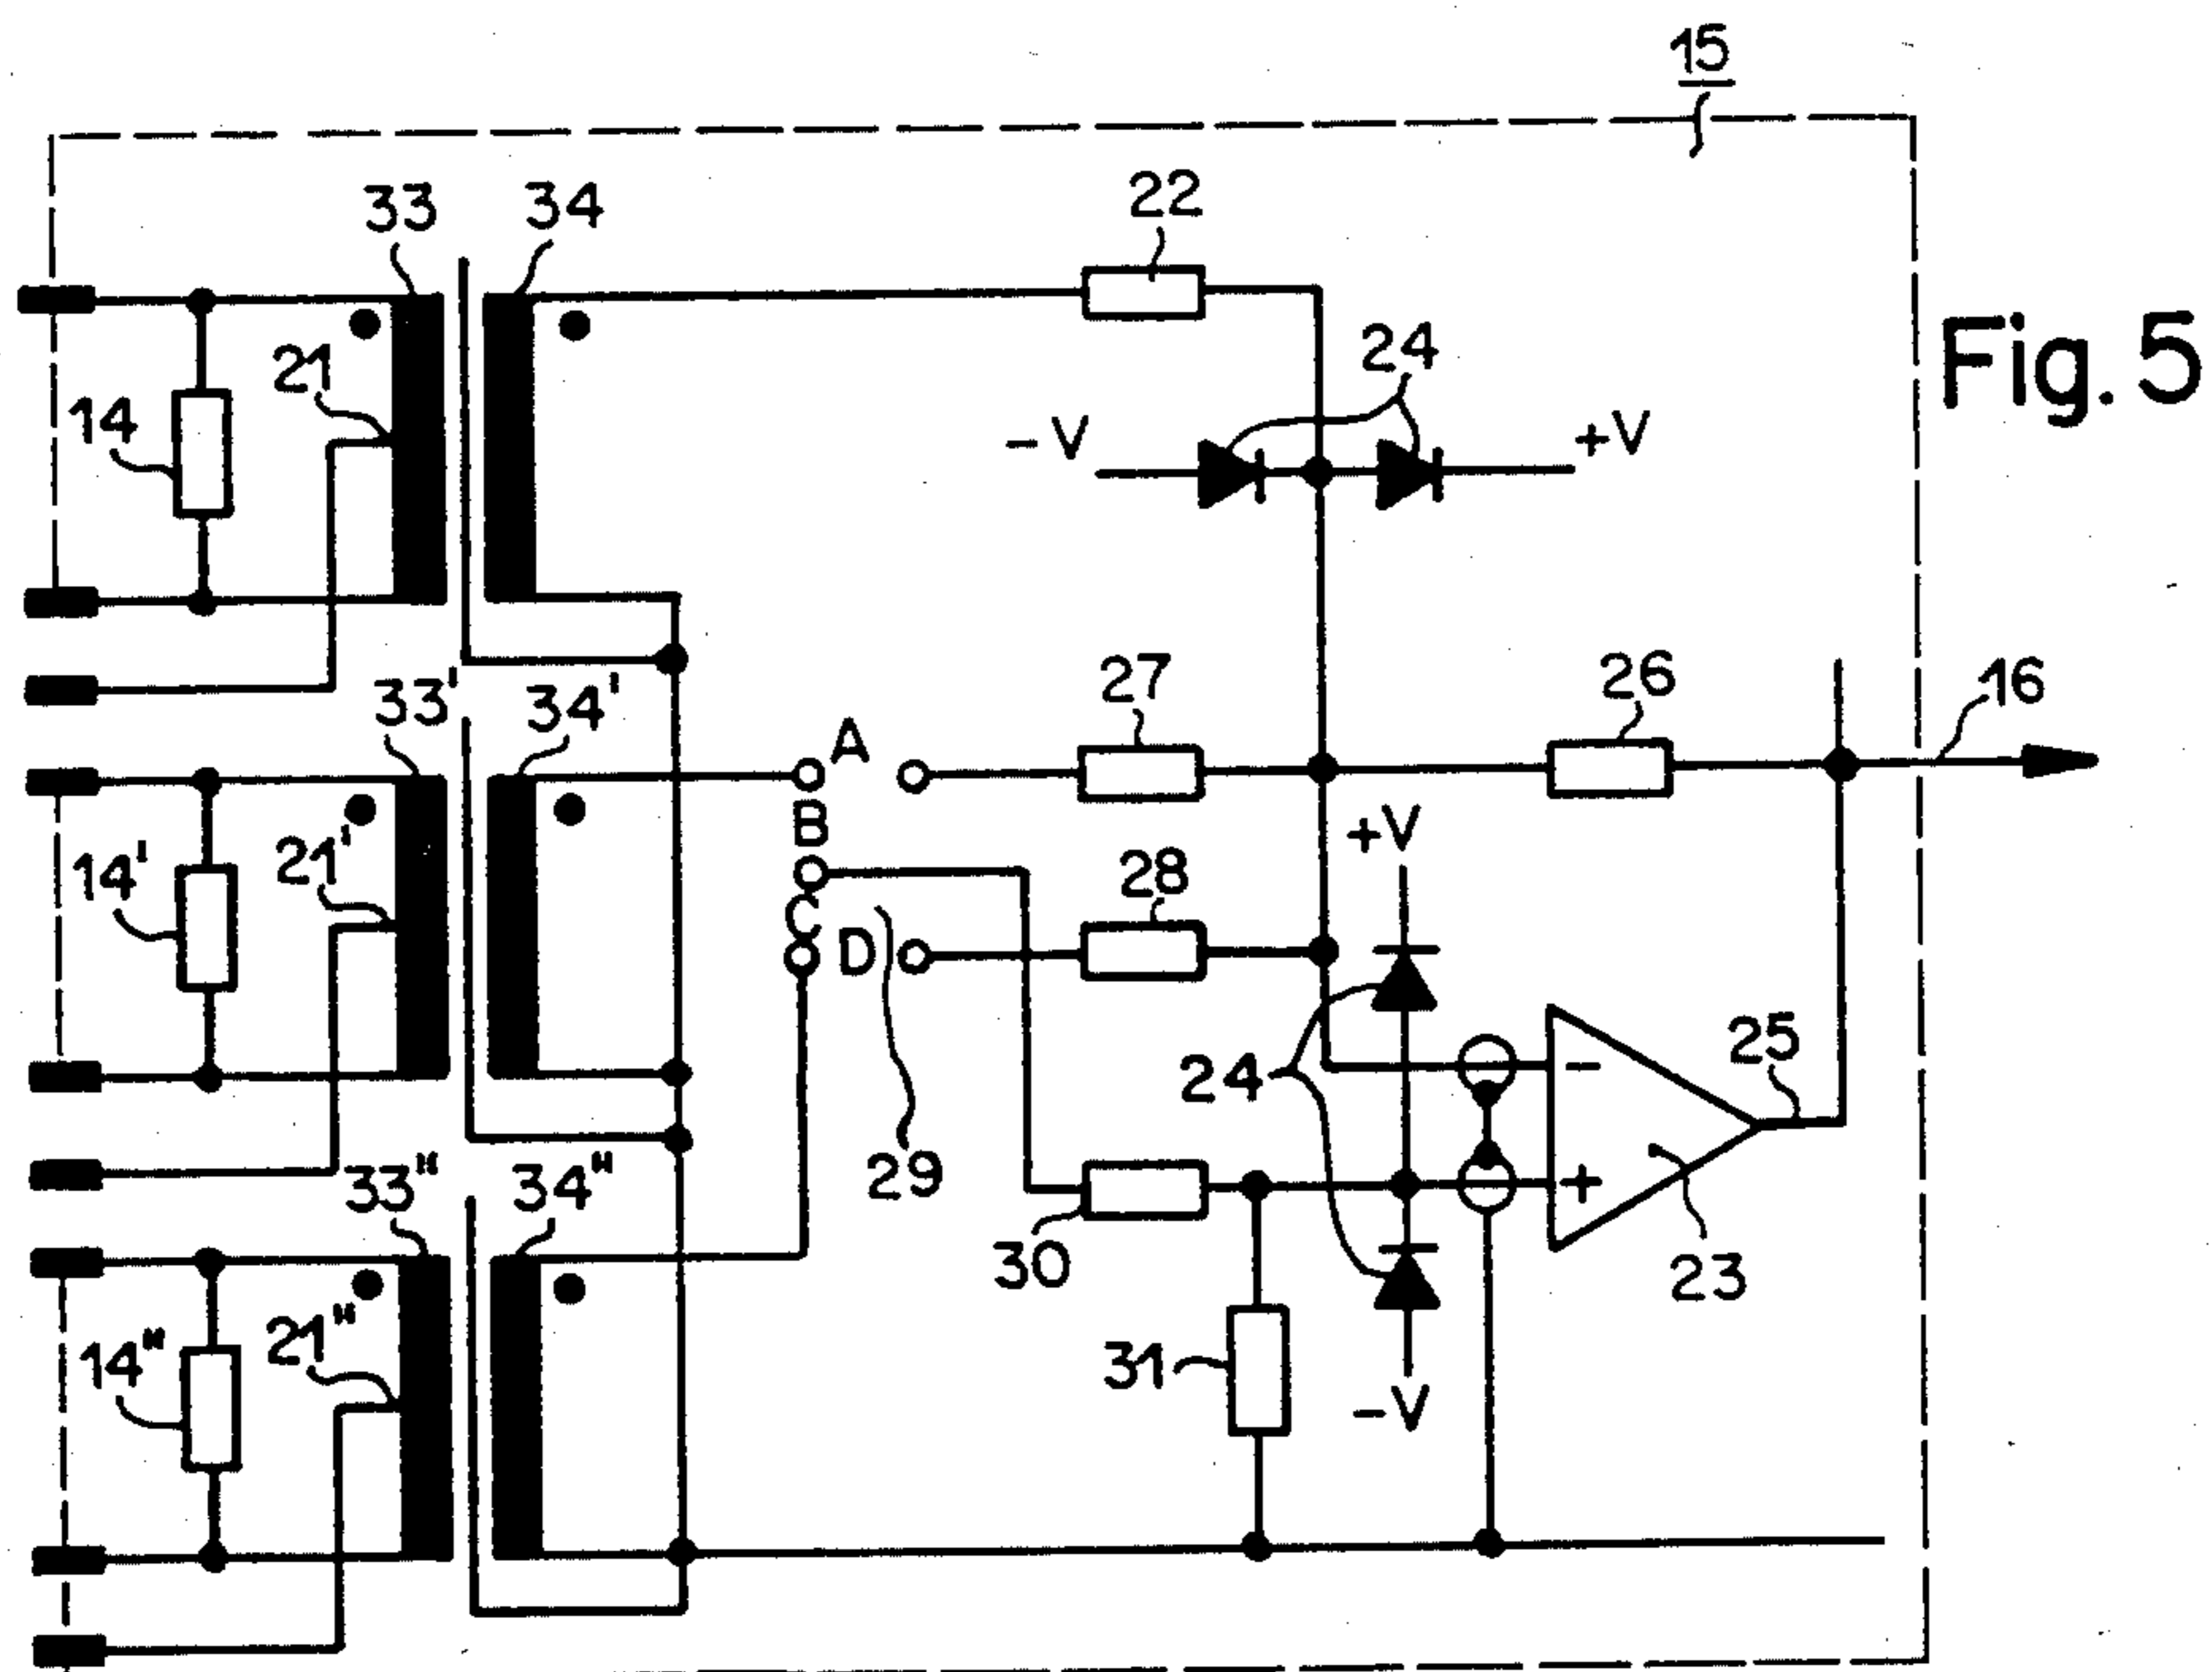 15
33 34 22
Fig. 5
24
21
14
-V +V
33' 34' 27 26 16
A
B
+V
21' 28
14'
C
D
24 25
-
29
33" 34"
+
30 23
21"
14" 31
-V